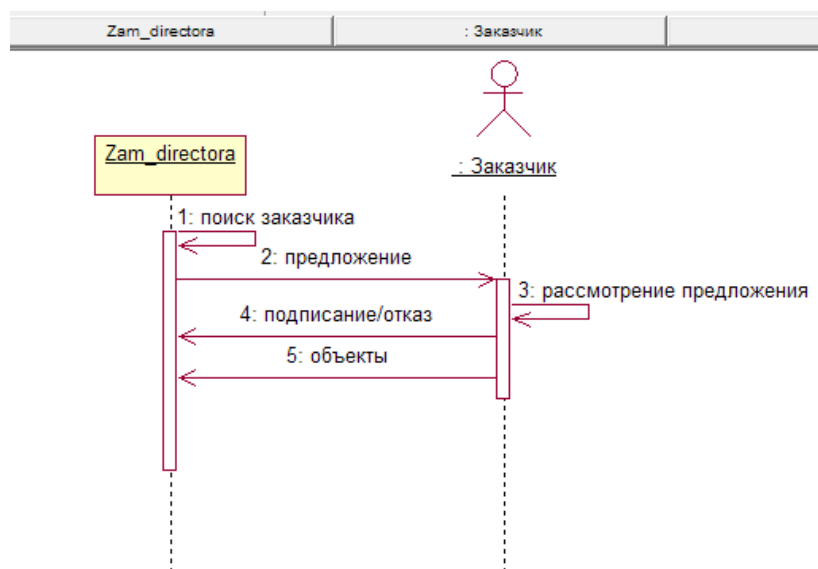 Zam_directora
: Заказчик
Zam_directora
: Заказчик
1: поиск заказчика
2: предложение
3: рассмотрение предложения
4: подписание/отказ
5: объекты